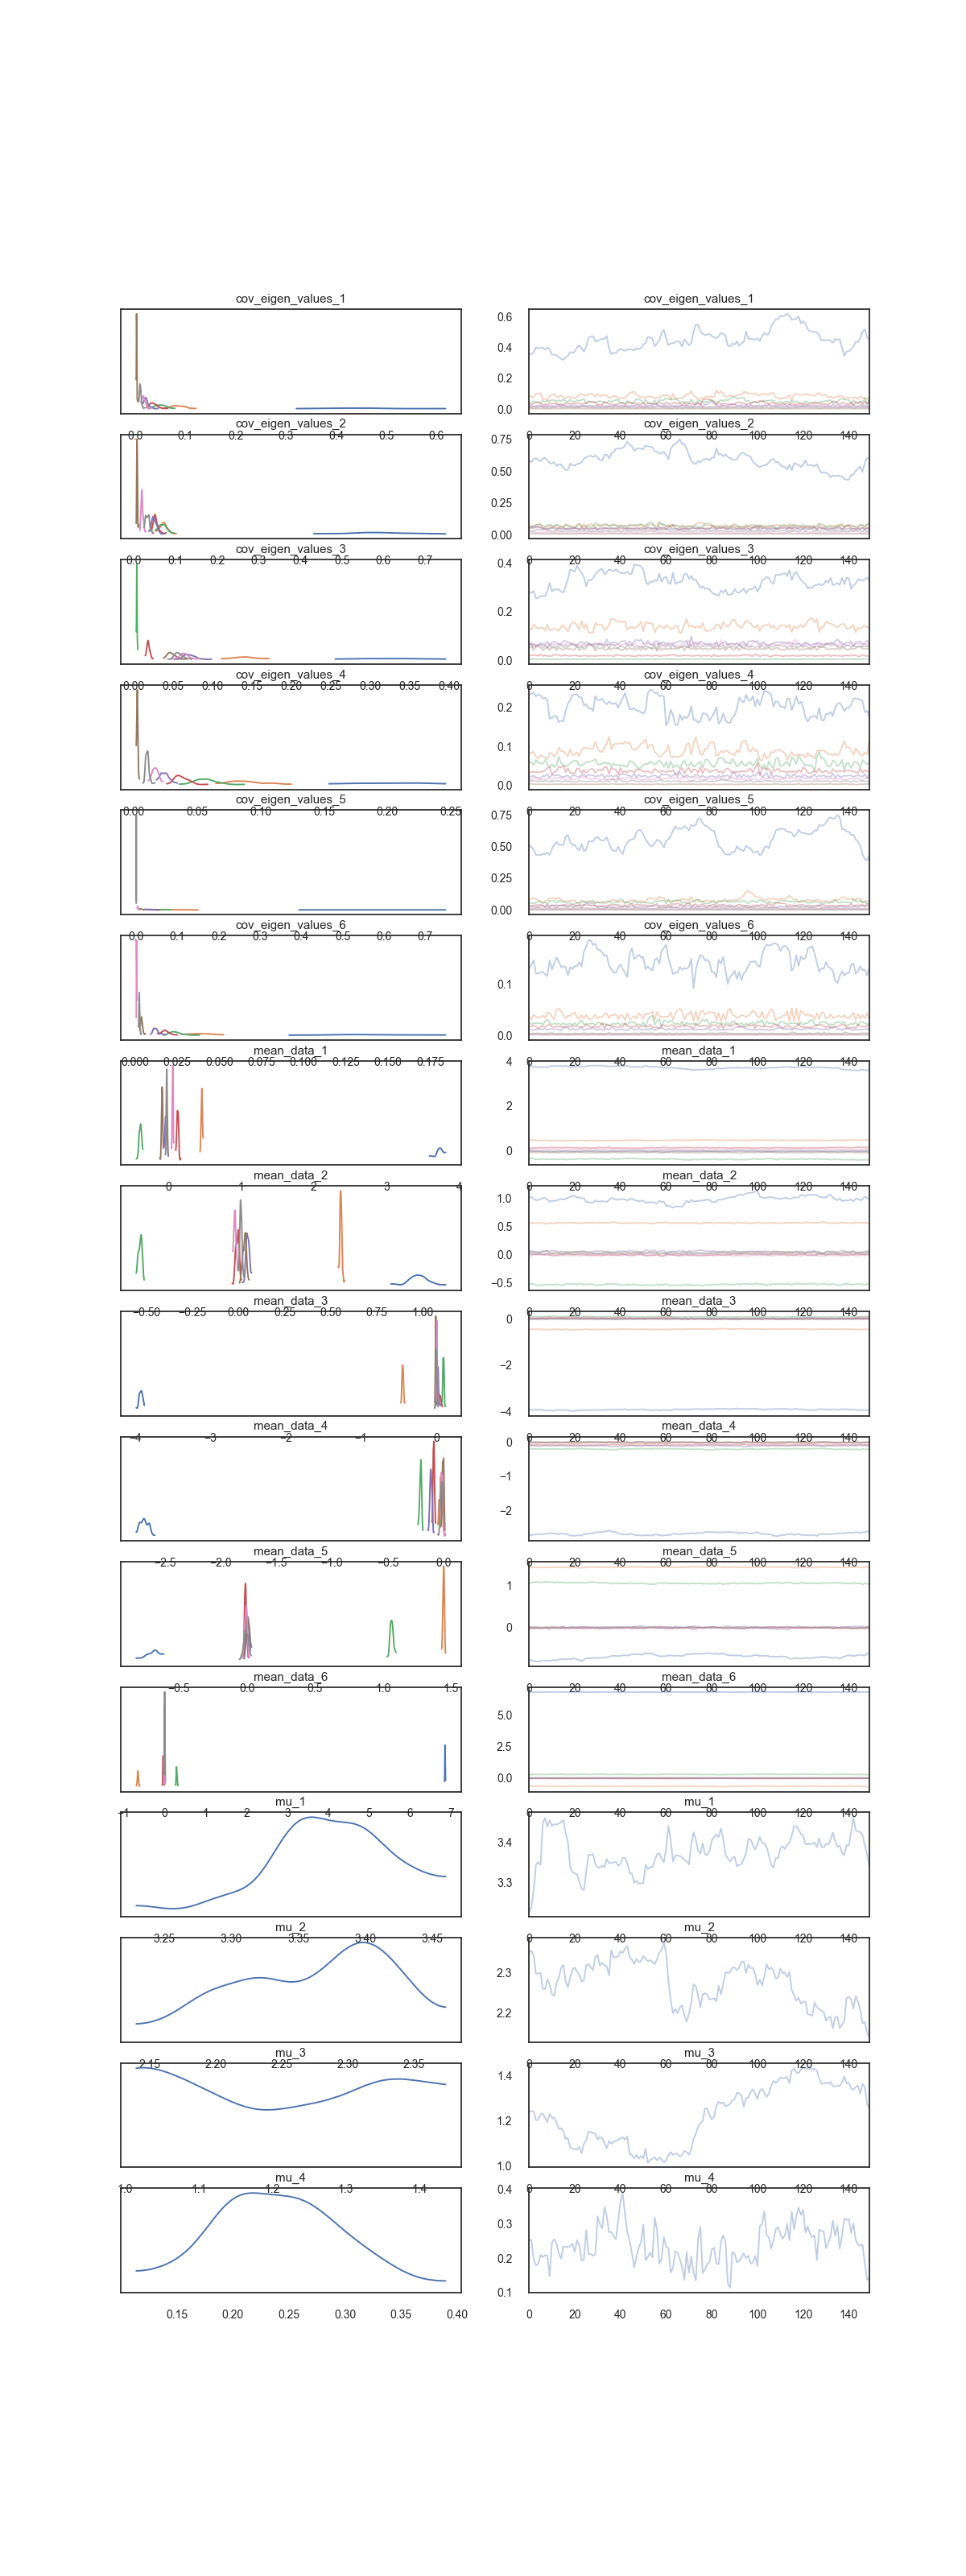 cov_eigen_values_1 cov_eigen_values_1
0.6
0.4
0.2
0.0
0.0 0.1 0.2 0.3 0.4 0.5 0.6 0 20 40 60 80 100 120 140
cov_eigen_values_2 cov_eigen_values_2
0.75
0.50
0.25
0.00
0.0 0.1 0.2 0.3 0.4 0.5 0.6 0.7 0 20 40 60 80 100 120 140
cov_eigen_values_3 cov_eigen_values_3
0.4
0.2
0.0
0.00 0.05 0.10 0.15 0.20 0.25 0.30 0.35 0.40 0 20 40 60 80 100 120 140
cov_eigen_values_4 cov_eigen_values_4
0.2
0.1
0.0
0.00 0.05 0.10 0.15 0.20 0.25 0 20 40 60 80 100 120 140
cov_eigen_values_5 cov_eigen_values_5
0.75
0.50
0.25
0.00
0.0 0.1 0.2 0.3 0.4 0.5 0.6 0.7 0 20 40 60 80 100 120 140
cov_eigen_values_6 cov_eigen_values_6
0.1
0.0
0.000 0.025 0.050 0.075 0.100 0.125 0.150 0.175 0 20 40 60 80 100 120 140
mean_data_1 mean_data_1
4
2
0
0 1 2 3 4 0 20 40 60 80 100 120 140
mean_data_2 mean_data_2
1.0
0.5
0.0
−0.5
−0.50 −0.25 0.00 0.25 0.50 0.75 1.00 0 20 40 60 80 100 120 140
mean_data_3 mean_data_3
0
−2
−4
−4 −3 −2 −1 0 0 20 40 60 80 100 120 140
mean_data_4 mean_data_4
0
−1
−2
−2.5 −2.0 −1.5 −1.0 −0.5 0.0 0 20 40 60 80 100 120 140
mean_data_5 mean_data_5
1
0
−0.5 0.0 0.5 1.0 1.5 0 20 40 60 80 100 120 140
mean_data_6 mean_data_6
5.0
2.5
0.0
−1 0 1 2 3 4 5 6 7 0 20 40 60 80 100 120 140
mu_1 mu_1
3.4
3.3
3.25 3.30 3.35 3.40 3.45 0 20 40 60 80 100 120 140
mu_2 mu_2
2.3
2.2
2.15 2.20 2.25 2.30 2.35 0 20 40 60 80 100 120 140
mu_3 mu_3
1.4
1.2
1.0
1.0 1.1 1.2 1.3 1.4 0 20 40 60 80 100 120 140
mu_4 mu_4
0.4
0.3
0.2
0.1
0.15 0.20 0.25 0.30 0.35 0.40 0 20 40 60 80 100 120 140